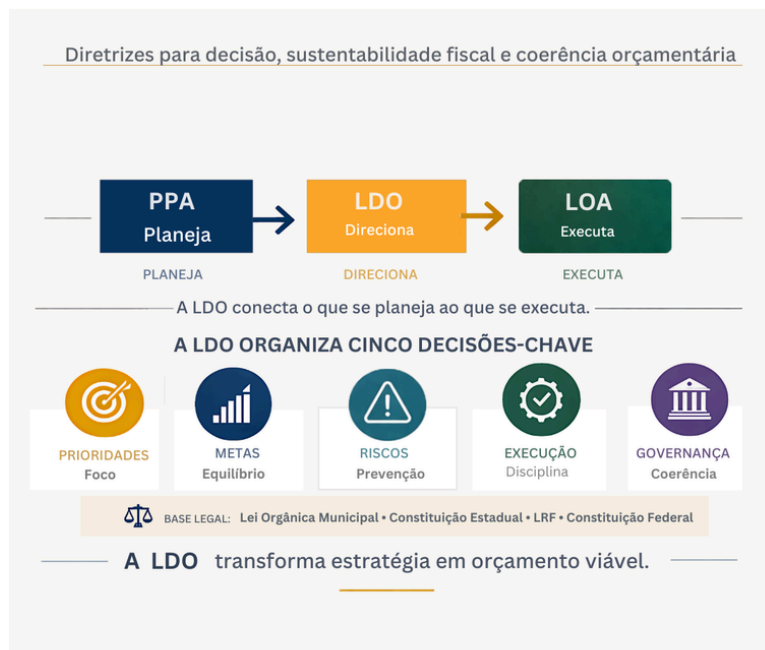 Diretrizes para decisão, sustentabilidade fiscal e coerência orçamentária
PPA
Planeja
LDO
Direciona
LOA
Executa
PLANEJA
DIRECIONA
EXECUTA
A LDO conecta o que se planeja ao que se executa.
A LDO ORGANIZA CINCO DECISÕES-CHAVE
PRIORIDADES
Foco
METAS
Equilíbrio
RISCOS
Prevenção
EXECUÇÃO
Disciplina
GOVERNANÇA
Coerência
BASE LEGAL: Lei Orgânica Municipal • Constituição Estadual • LRF • Constituição Federal
A LDO transforma estratégia em orçamento viável.